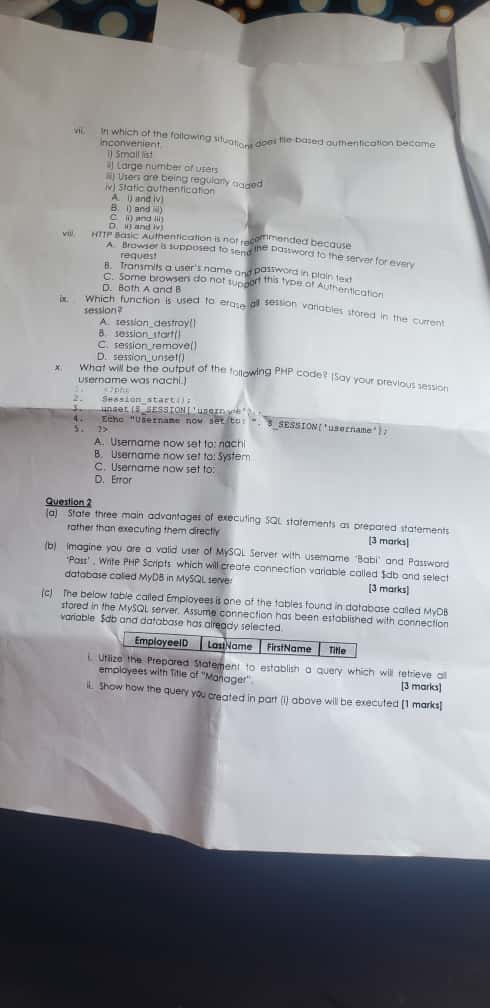 vii. In which of the following situations does file-based authentication become
inconvenient.
i) Small list
ii) Large number of users
iii) Users are being regularly added
iv) Static authentication
A. i) and iv)
B. i) and iii)
C. ii) and iii)
D. ii) and iv)
viii. HTTP Basic Authentication is not recommended because
A. Browser is supposed to send the password to the server for every
request
B. Transmits a user's name and password in plain text
C. Some browsers do not support this type of Authentication
D. Both A and B
ix. Which function is used to erase all session variables stored in the current
session?
A. session_destroy()
B. session_start()
C. session_remove()
D. session_unset()
x. What will be the output of the following PHP code? (Say your previous session
username was nachi.)
1. <?php
2. Session_start();
3. unset($_SESSION['username']);
4. Echo "Username now set to: ". $_SESSION['username'];
5. ?>
A. Username now set to: nachi
B. Username now set to: System
C. Username now set to:
D. Error
Question 2
(a) State three main advantages of executing SQL statements as prepared statements
rather than executing them directly
[3 marks]
(b) Imagine you are a valid user of MySQL Server with username 'Babi' and Password
'Pass'. Write PHP Scripts which will create connection variable called $db and select
database called MyDB in MySQL server
[3 marks]
(c) The below table called Employees is one of the tables found in database called MyDB
stored in the MySQL server. Assume connection has been established with connection
variable $db and database has already selected.
EmployeeID LastName FirstName Title
i. Utilize the Prepared Statement to establish a query which will retrieve all
employees with Title of "Manager".
[3 marks]
ii. Show how the query you created in part (i) above will be executed [1 marks]